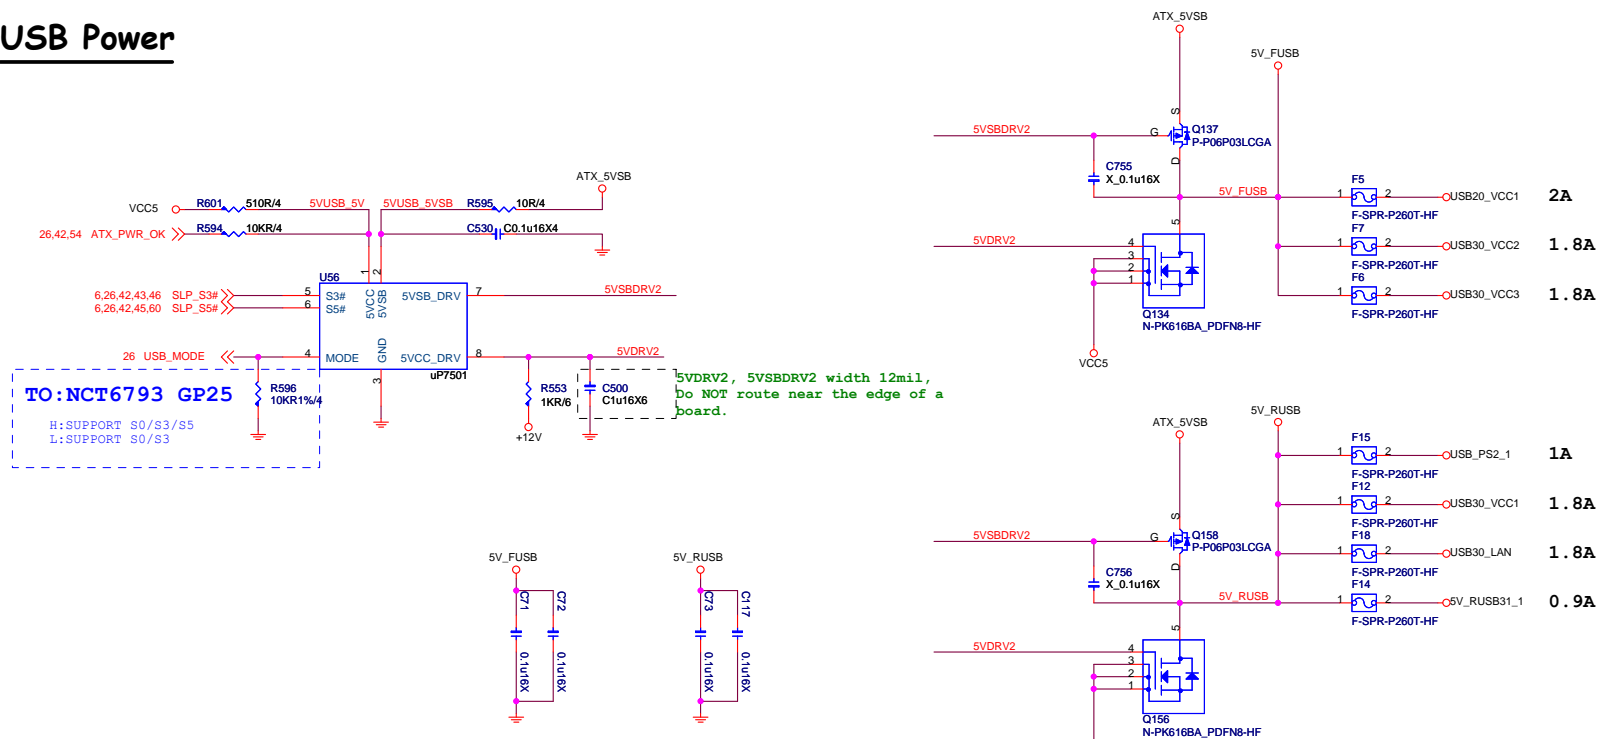 USB Power
VCC5
R601
510R/4
5VUSB_5V
26,42,54 ATX_PWR_OK
R594
10KR/4
5VUSB_5VSB
R595
10R/4
ATX_5VSB
C530
C0.1u16X4
U56
1
2
5VCC
5VSB
6,26,42,43,46 SLP_S3#
5
S3#
6,26,42,45,60 SLP_S5#
6
S5#
5VSB_DRV
7
5VSBDRV2
26 USB_MODE
4
MODE
GND
3
5VCC_DRV
8
5VDRV2
uP7501
R596
10KR1%/4
TO:NCT6793 GP25
H:SUPPORT S0/S3/S5
L:SUPPORT S0/S3
R553
1KR/6
+12V
C500
C1u16X6
5VDRV2, 5VSBDRV2 width 12mil,
Do NOT route near the edge of a
board.
5V_FUSB
C71
0.1u16X
C72
0.1u16X
5V_RUSB
C73
0.1u16X
C117
0.1u16X
ATX_5VSB
5V_FUSB
5VSBDRV2
S
G
D
Q137
P-P06P03LCGA
C755
X_0.1u16X
5V_FUSB
5VDRV2
5
4
3
2
1
Q134
N-PK616BA_PDFN8-HF
VCC5
F5
1
2
USB20_VCC1
2A
F-SPR-P260T-HF
F7
1
2
USB30_VCC2
1.8A
F-SPR-P260T-HF
F6
1
2
USB30_VCC3
1.8A
F-SPR-P260T-HF
ATX_5VSB
5V_RUSB
5VSBDRV2
S
G
D
Q158
P-P06P03LCGA
C756
X_0.1u16X
5V_RUSB
5VDRV2
5
4
3
2
1
Q156
N-PK616BA_PDFN8-HF
F15
1
2
USB_PS2_1
1A
F-SPR-P260T-HF
F12
1
2
USB30_VCC1
1.8A
F-SPR-P260T-HF
F18
1
2
USB30_LAN
1.8A
F-SPR-P260T-HF
F14
1
2
5V_RUSB31_1
0.9A
F-SPR-P260T-HF